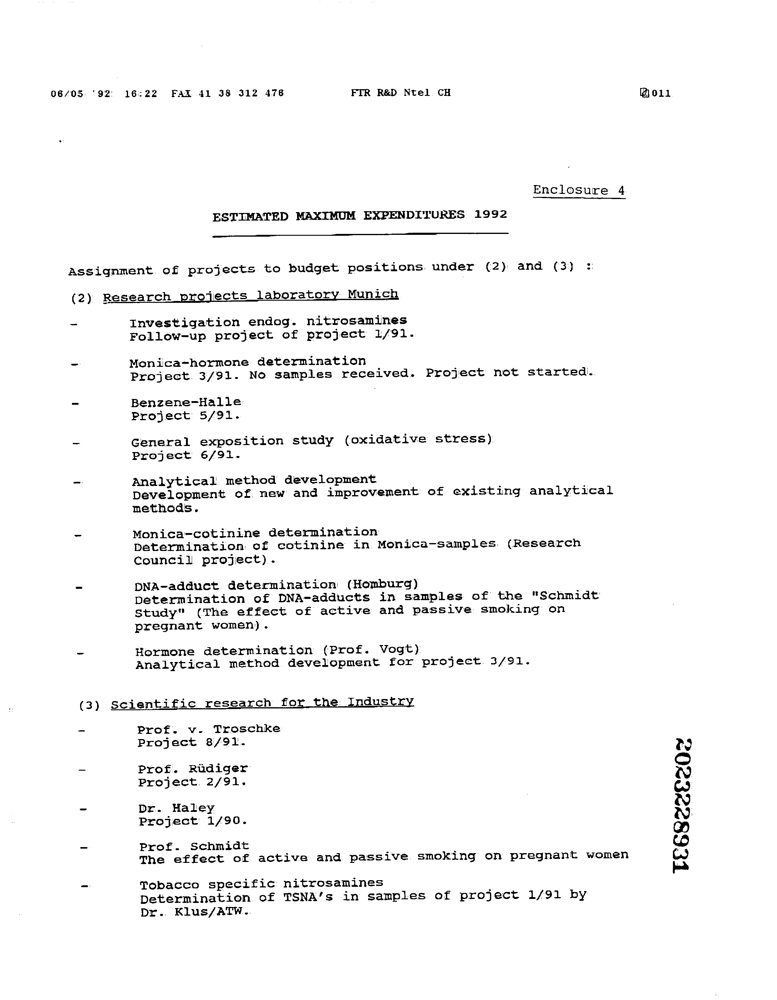 06/05 '92 16:22 FAX 41 38 312 476 FTR R&D Ntel CH 011
Enclosure 4
ESTIMATED MAXIMUM EXPENDITURES 1992
Assignment of projects to budget positions under (2) and (3) :
(2) Research projects laboratory Munich
- Investigation endog. nitrosamines
Follow-up project of project 1/91.
- Monica-hormone determination
Project 3/91. No samples received. Project not started.
- Benzene-Halle
Project 5/91.
- General exposition study (oxidative stress)
Project 6/91.
- Analytical method development
Development of new and improvement of existing analytical
methods.
- Monica-cotinine determination
Determination of cotinine in Monica-samples (Research
Council project).
- DNA-adduct determination (Homburg)
Determination of DNA-adducts in samples of the "Schmidt
Study" (The effect of active and passive smoking on
pregnant women).
- Hormone determination (Prof. Vogt)
Analytical method development for project 3/91.
(3) Scientific research for the Industry
- Prof. v. Troschke
Project 8/91.
- Prof. Rüdiger
Project 2/91.
- Dr. Haley
Project 1/90.
- Prof. Schmidt
The effect of active and passive smoking on pregnant women
- Tobacco specific nitrosamines
Determination of TSNA's in samples of project 1/91 by
Dr. Klus/ATW.
2023228931